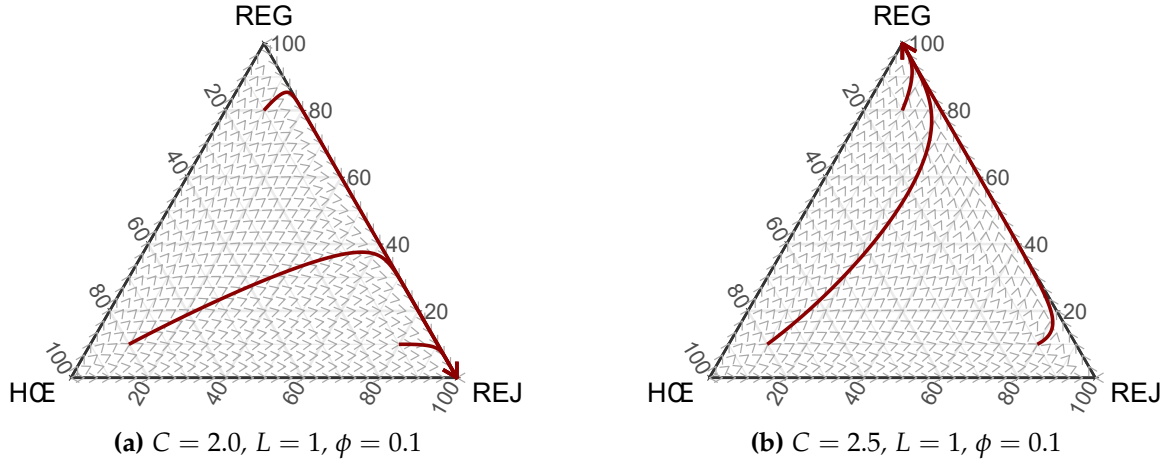 REG REG
100 100
20 80 20 80
40 60 40 60
60 40 60 40
80 20 80 20
100 100
HŒ REJ HŒ REJ
20 40 60 80 100 20 40 60 80 100
(a) C = 2.0, L = 1, ϕ = 0.1 (b) C = 2.5, L = 1, ϕ = 0.1